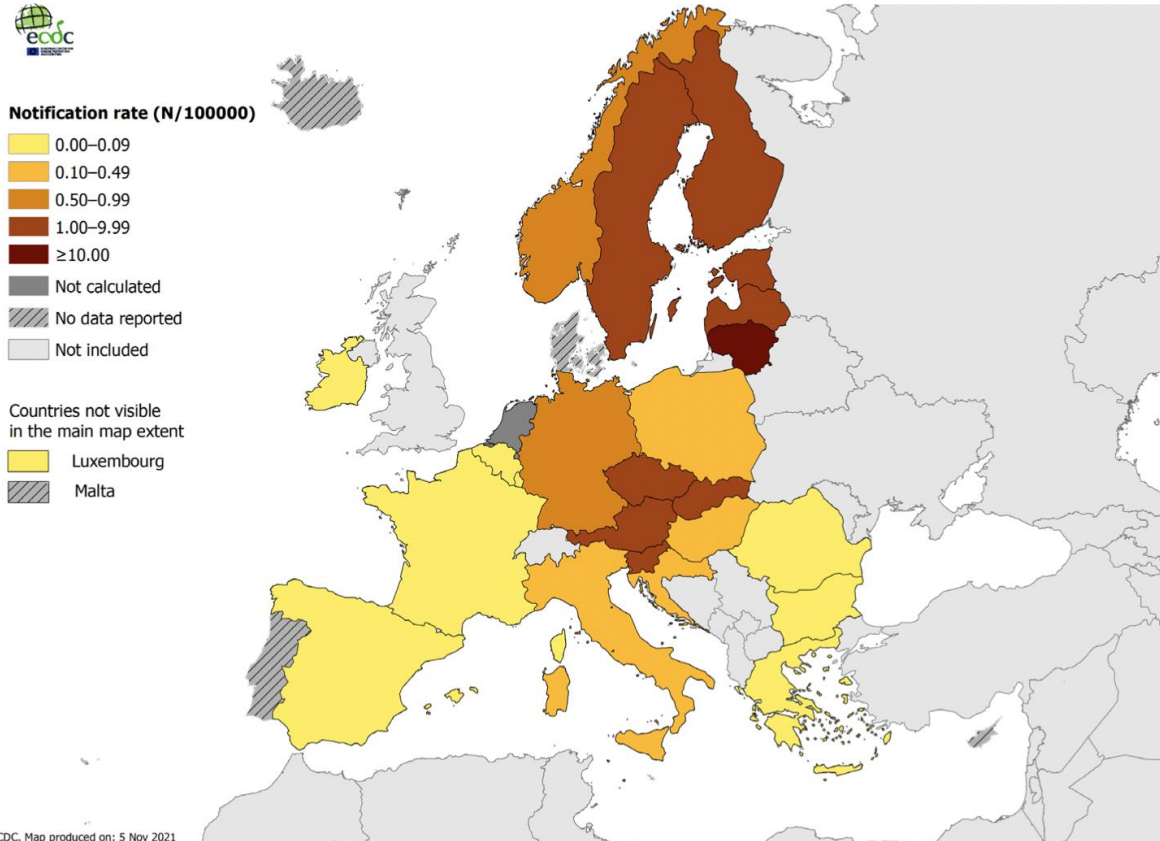 ecdc
Notification rate (N/100000)
0.00–0.09
0.10–0.49
0.50–0.99
1.00–9.99
≥10.00
Not calculated
No data reported
Not included
Countries not visible
in the main map extent
Luxembourg
Malta
CDC. Map produced on: 5 Nov 2021